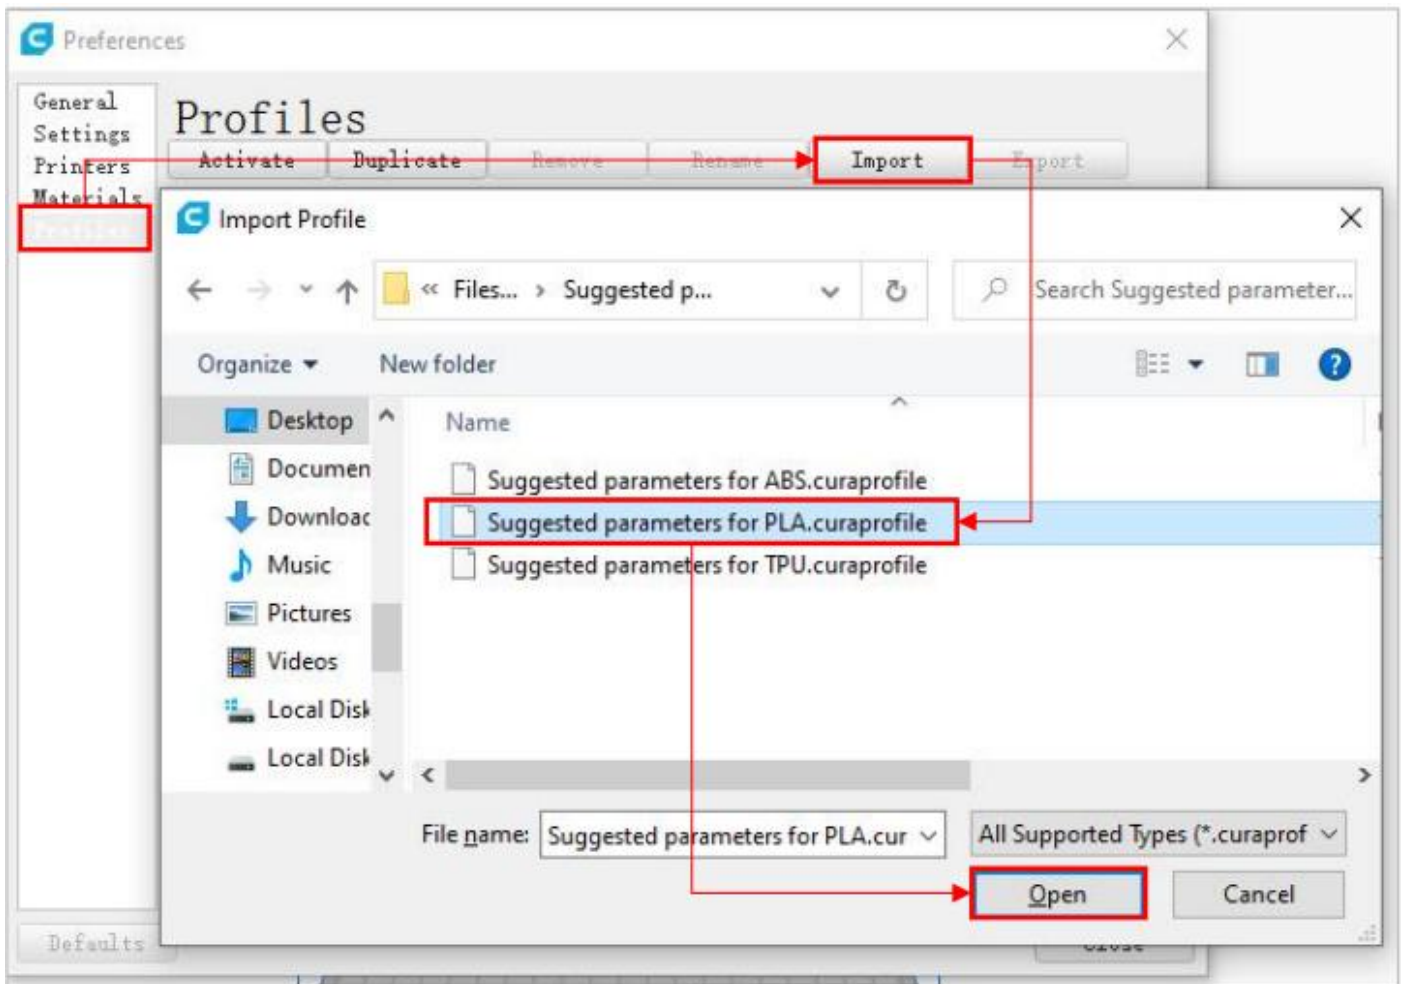 Preferences
General
Settings
Printers
Materials
Profiles
Profiles
Activate Duplicate Remove Rename Import Export
Import Profile
« Files... › Suggested p...
Search Suggested parameter...
Organize New folder
Desktop
Documen
Downloac
Music
Pictures
Videos
Local Disk
Local Disk
Name
Suggested parameters for ABS.curaprofile
Suggested parameters for PLA.curaprofile
Suggested parameters for TPU.curaprofile
File name: Suggested parameters for PLA.cur All Supported Types (*.curaprof
Open Cancel
Defaults Close